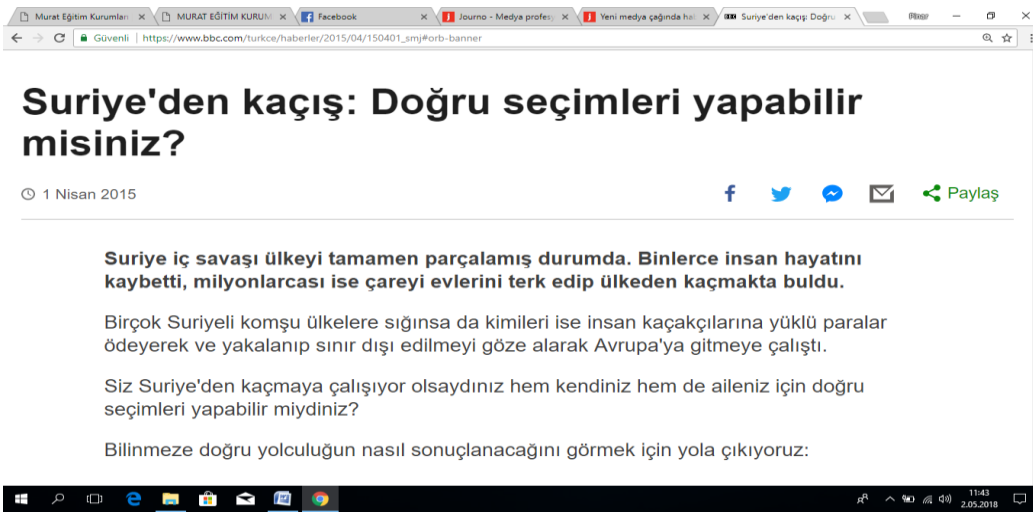 Murat Eğitim Kurumları
MURAT EĞİTİM KURUM
Facebook
Journo - Medya profes
Yeni medya çağında ha
Suriye'den kaçış: Doğru
Güvenli | https://www.bbc.com/turkce/haberler/2015/04/150401_smj#orb-banner
Suriye'den kaçış: Doğru seçimleri yapabilir
misiniz?
1 Nisan 2015
Paylaş
Suriye iç savaşı ülkeyi tamamen parçalamış durumda. Binlerce insan hayatını
kaybetti, milyonlarcası ise çareyi evlerini terk edip ülkeden kaçmakta buldu.
Birçok Suriyeli komşu ülkelere sığınsa da kimileri ise insan kaçakçılarına yüklü paralar
ödeyerek ve yakalanıp sınır dışı edilmeyi göze alarak Avrupa'ya gitmeye çalıştı.
Siz Suriye'den kaçmaya çalışıyor olsaydınız hem kendiniz hem de aileniz için doğru
seçimleri yapabilir miydiniz?
Bilinmeze doğru yolculuğun nasıl sonuçlanacağını görmek için yola çıkıyoruz:
11:43
2.05.2018